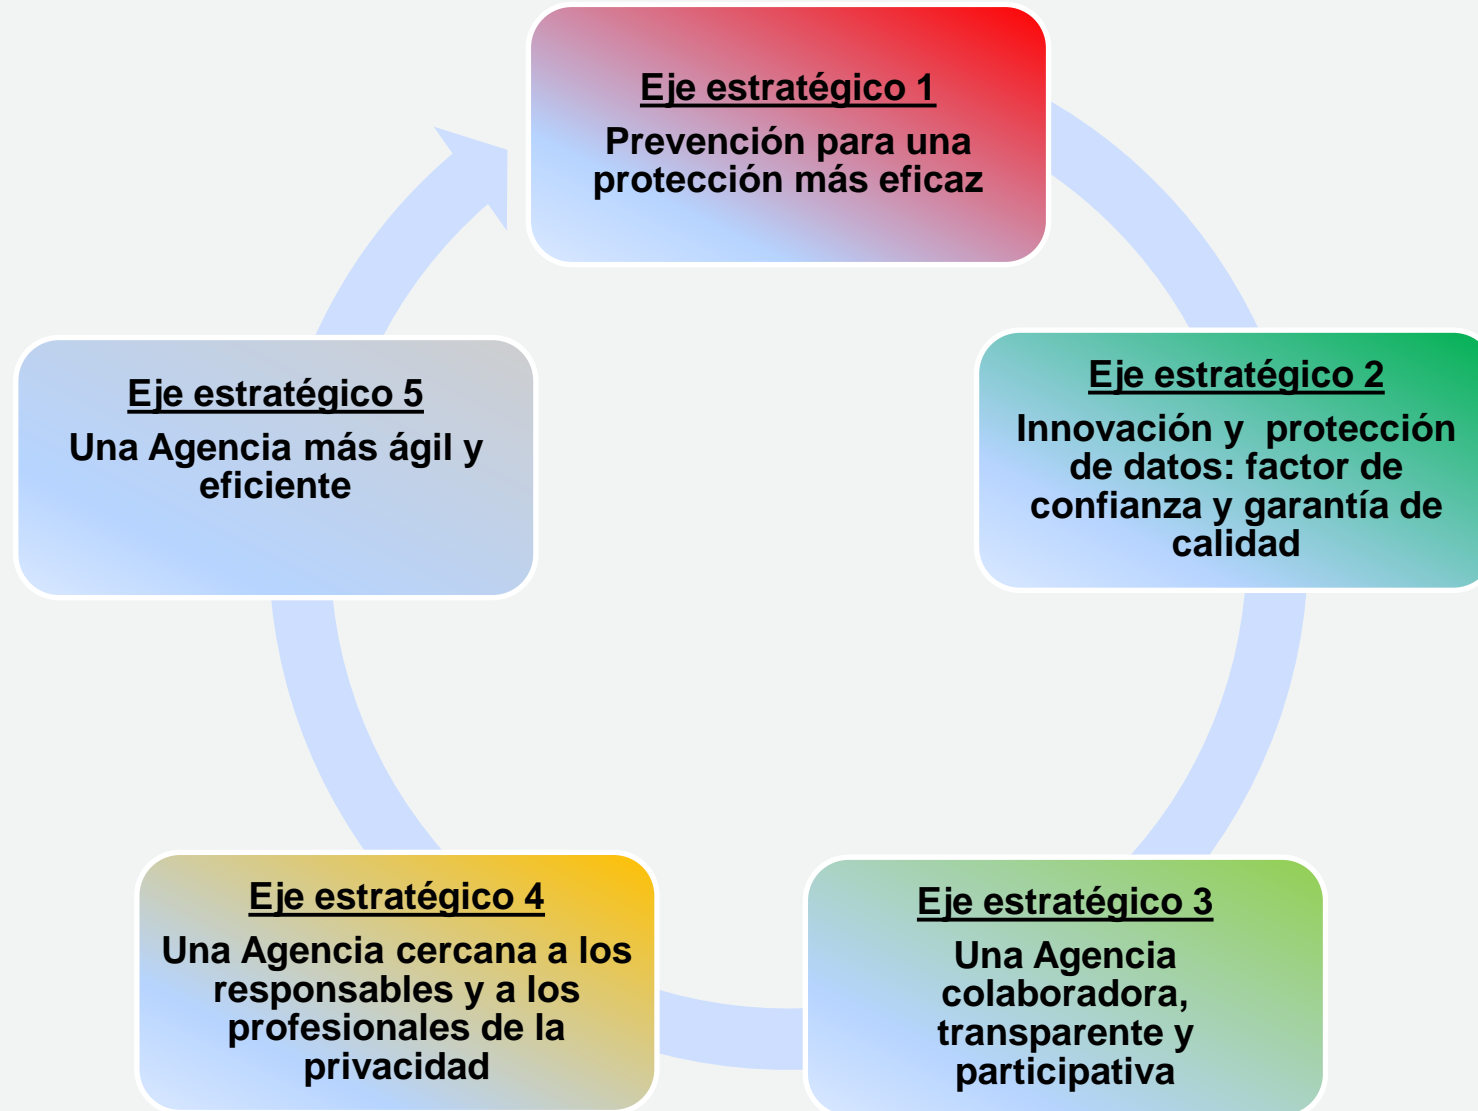 Eje estratégico 1
Prevención para una
protección más eficaz
Eje estratégico 2
Innovación y  protección
de datos: factor de
confianza y garantía de
calidad
Eje estratégico 3
Una Agencia
colaboradora,
transparente y
participativa
Eje estratégico 4
Una Agencia cercana a los
responsables y a los
profesionales de la
privacidad
Eje estratégico 5
Una Agencia más ágil y
eficiente